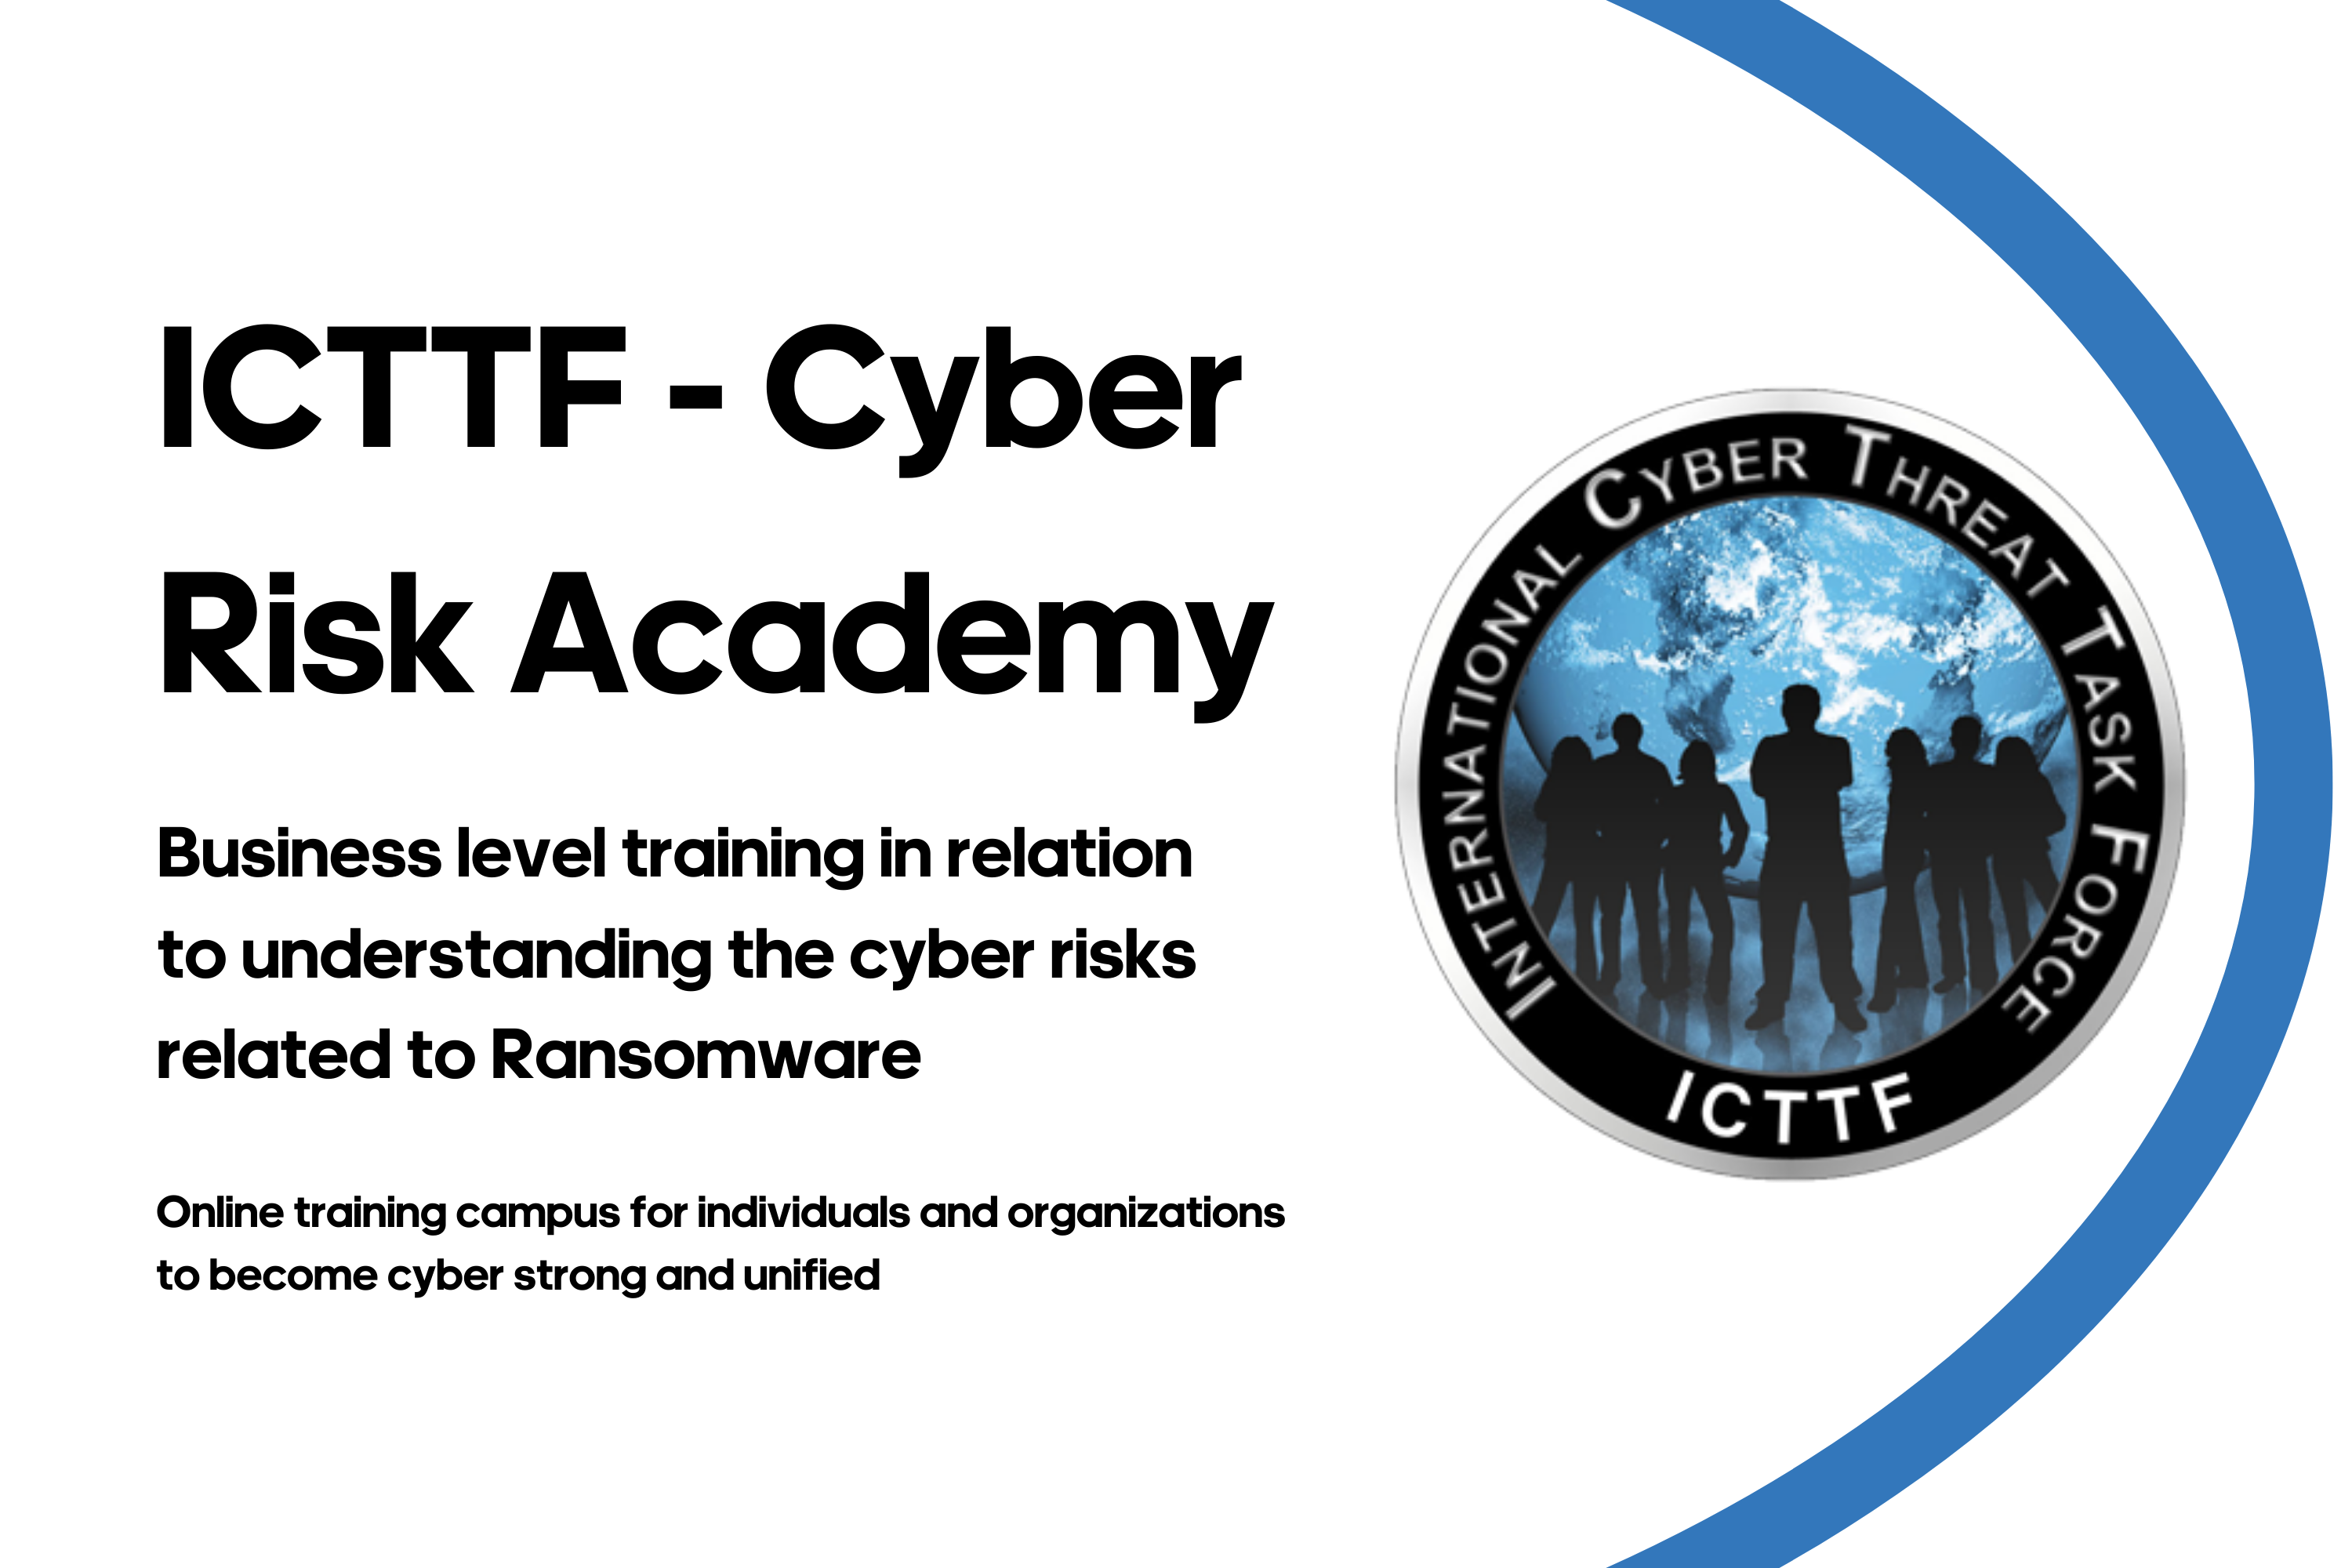 ICTTF - Cyber
Risk Academy
Business level training in relation
to understanding the cyber risks
related to Ransomware
Online training campus for individuals and organizations
to become cyber strong and unified
INTERNATIONAL CYBER THREAT TASK FORCE
ICTTF